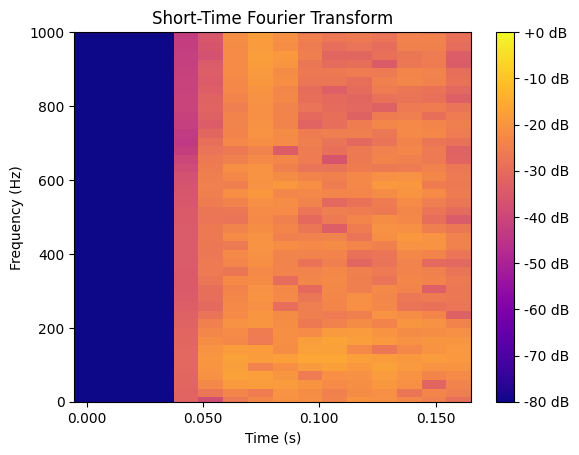 Short-Time Fourier Transform
Frequency (Hz)
1000
800
600
400
200
0
0.000
0.050
0.100
0.150
Time (s)
+0 dB
-10 dB
-20 dB
-30 dB
-40 dB
-50 dB
-60 dB
-70 dB
-80 dB